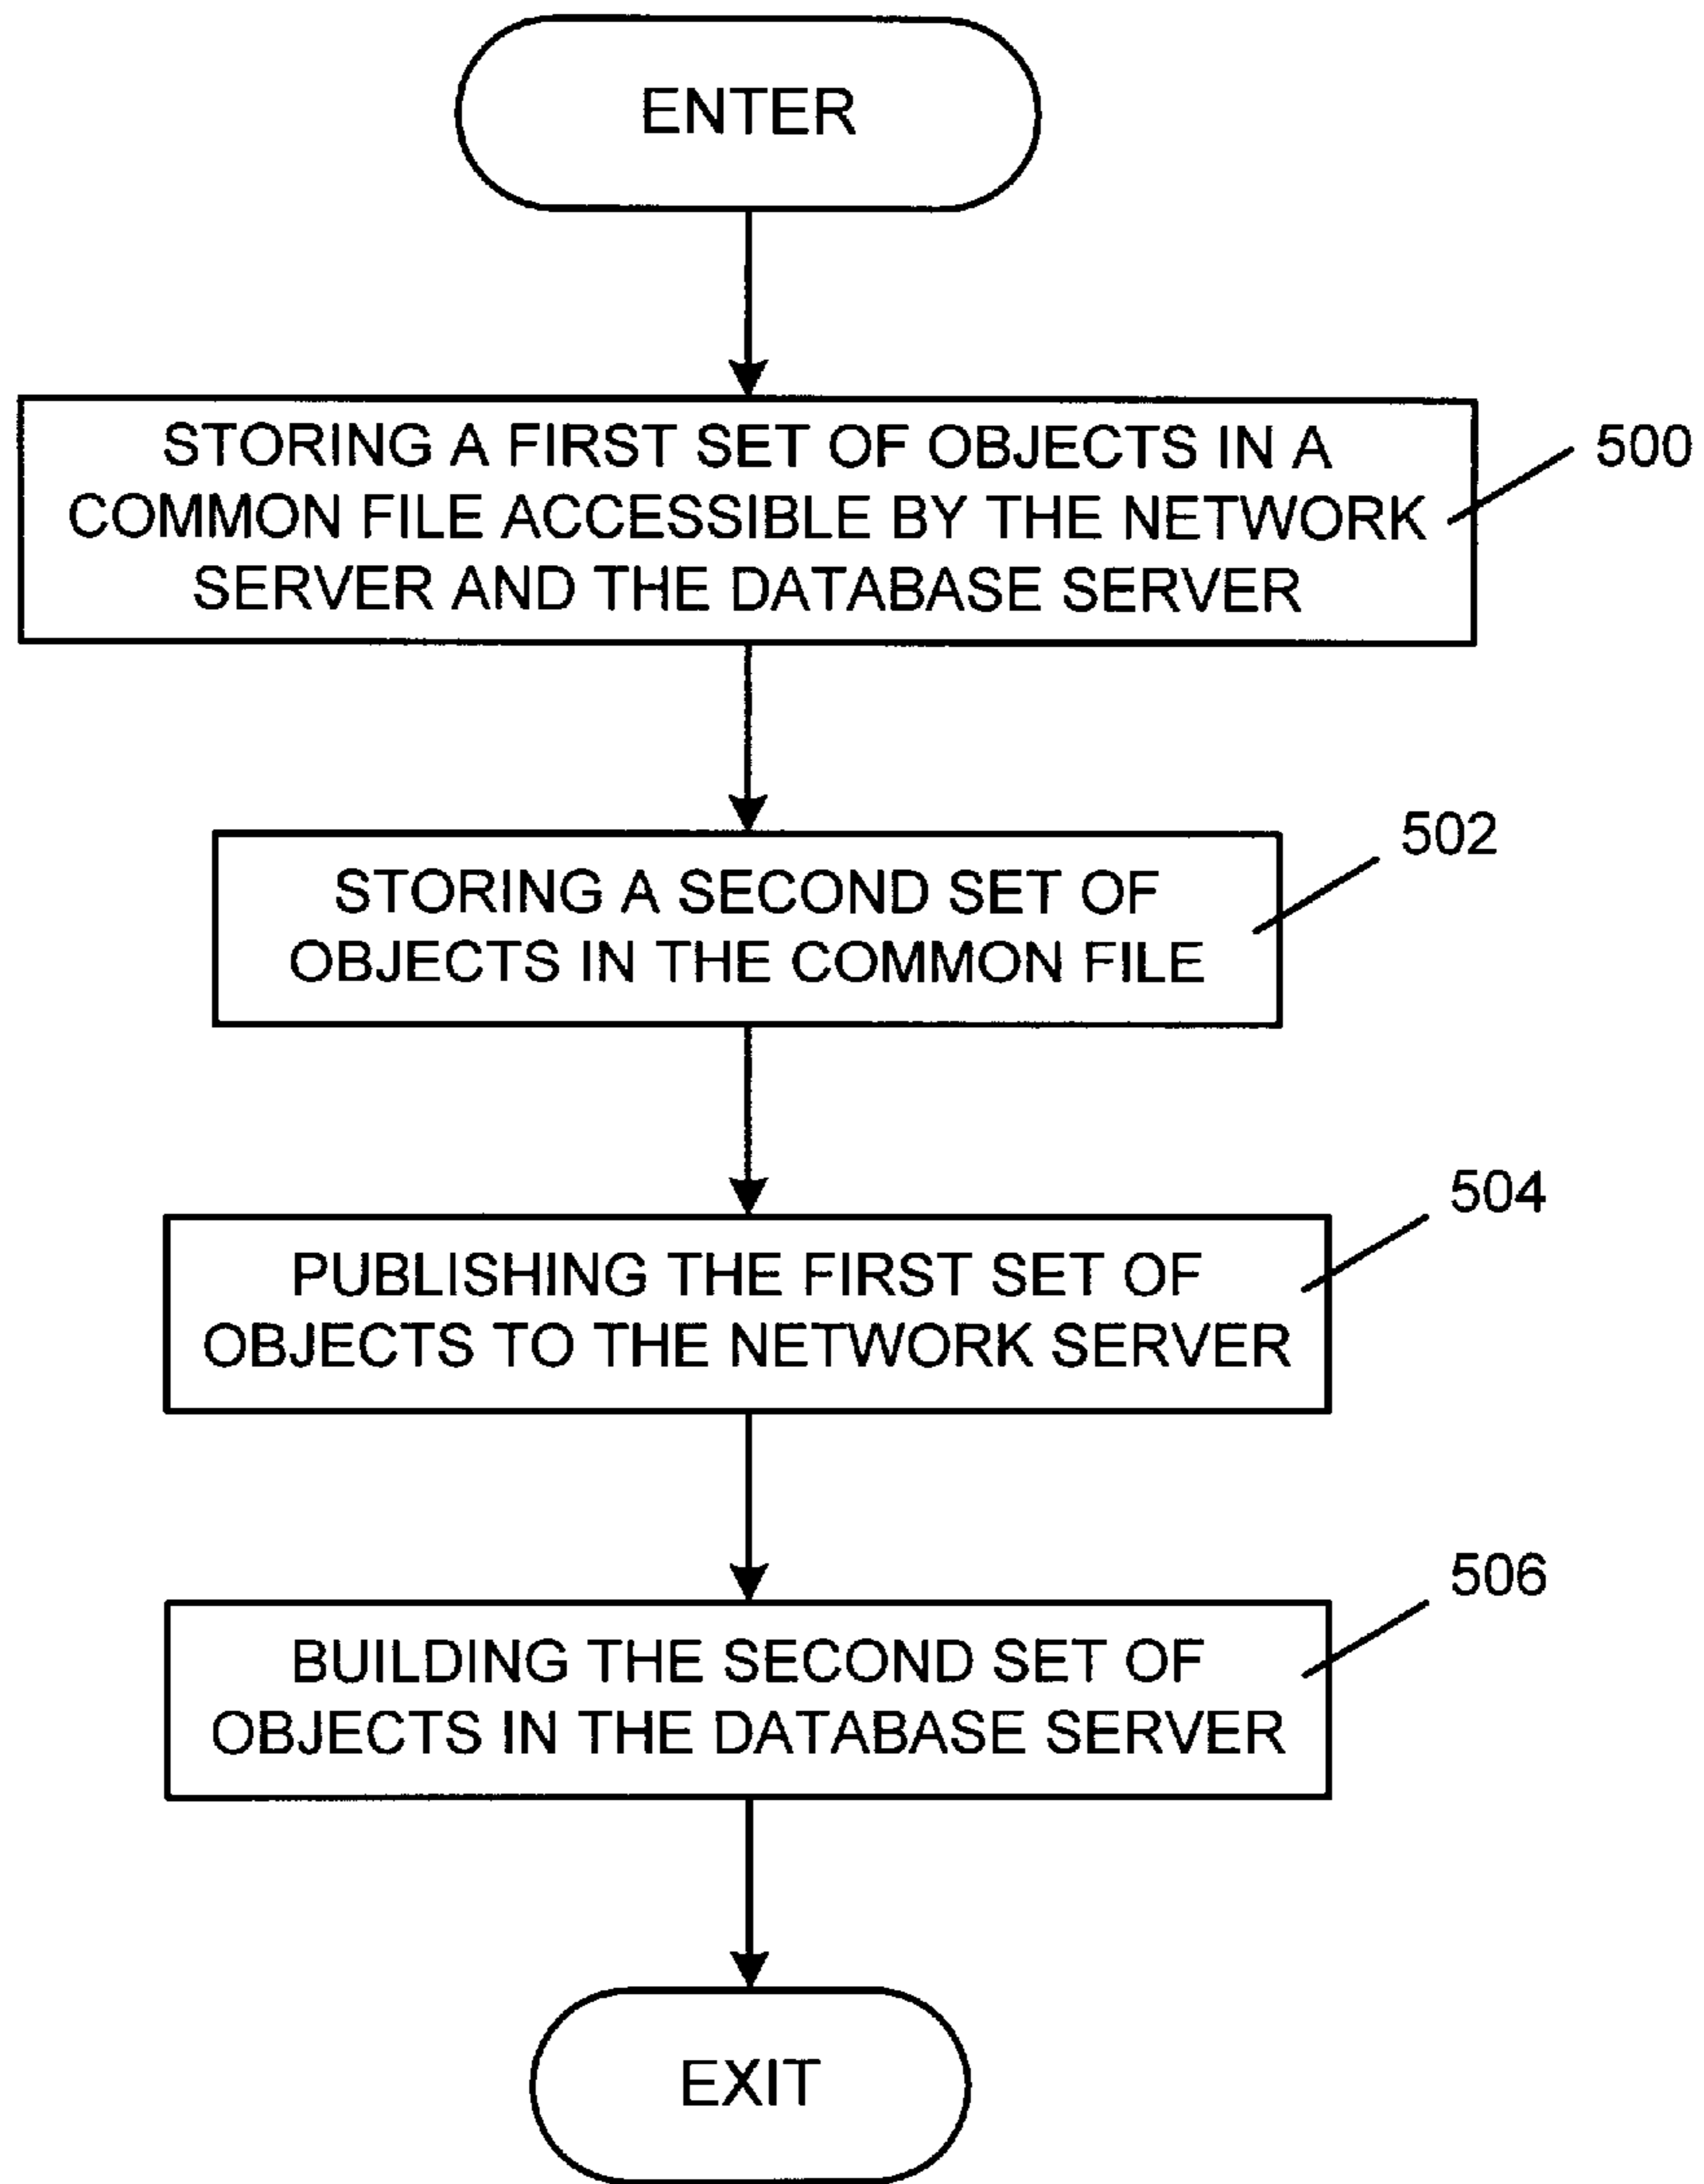 ENTER
STORING A FIRST SET OF OBJECTS IN A
COMMON FILE ACCESSIBLE BY THE NETWORK
SERVER AND THE DATABASE SERVER
500
STORING A SECOND SET OF
OBJECTS IN THE COMMON FILE
502
PUBLISHING THE FIRST SET OF
OBJECTS TO THE NETWORK SERVER
504
BUILDING THE SECOND SET OF
OBJECTS IN THE DATABASE SERVER
506
EXIT